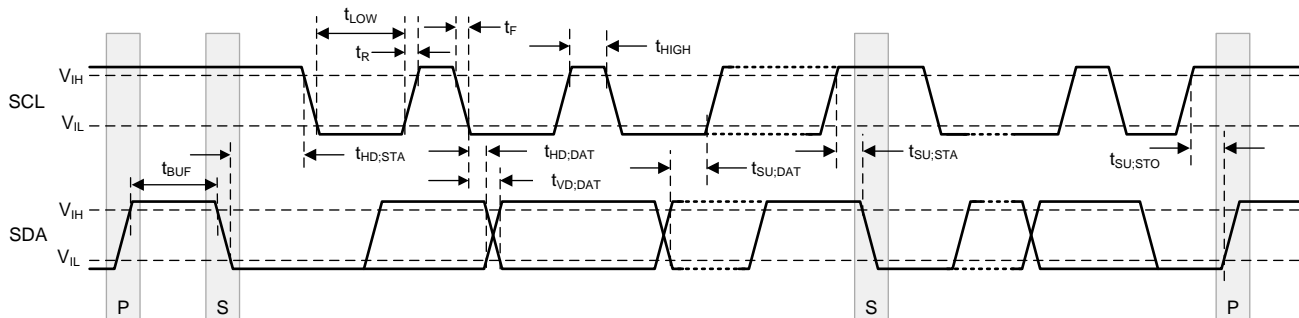 tLOW
tF
tR
tHIGH
VIH
SCL
VIL
tHD;STA
tHD;DAT
tSU;STA
tBUF
tVD;DAT
tSU;DAT
tSU;STO
VIH
SDA
VIL
P
S
S
P